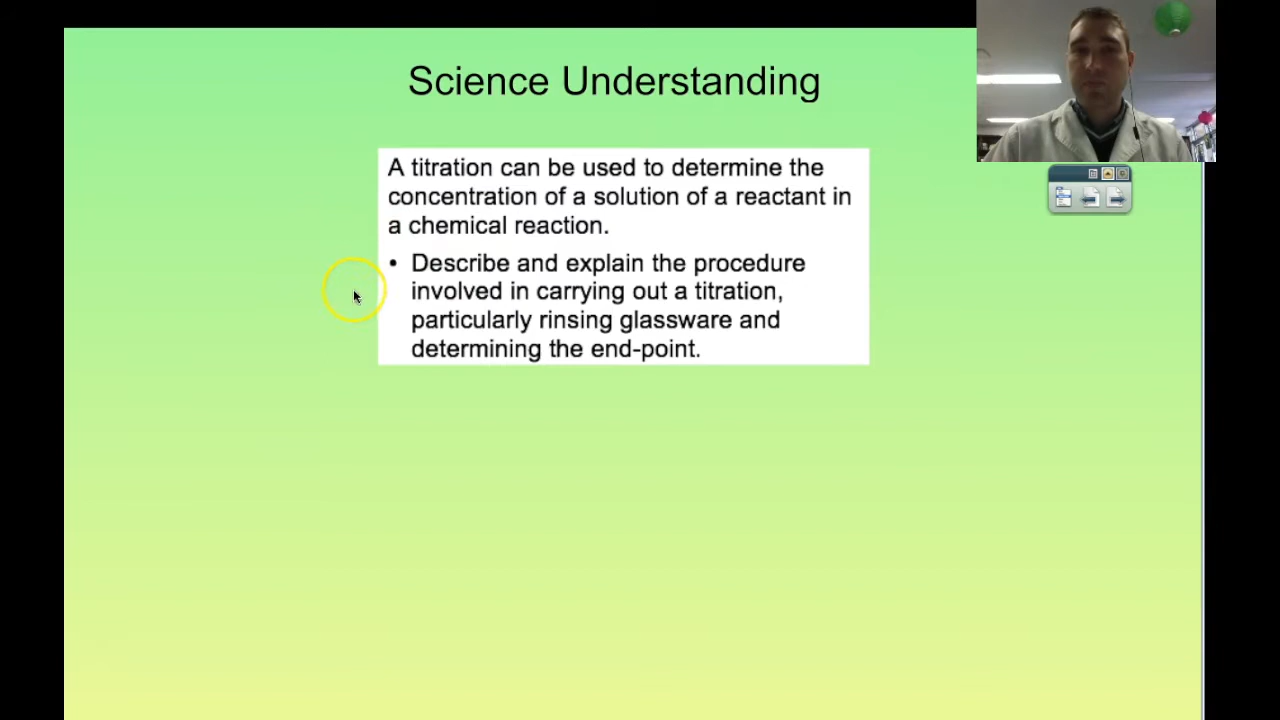 Science Understanding
A titration can be used to determine the
concentration of a solution of a reactant in
a chemical reaction.
• Describe and explain the procedure
involved in carrying out a titration,
particularly rinsing glassware and
determining the end-point.